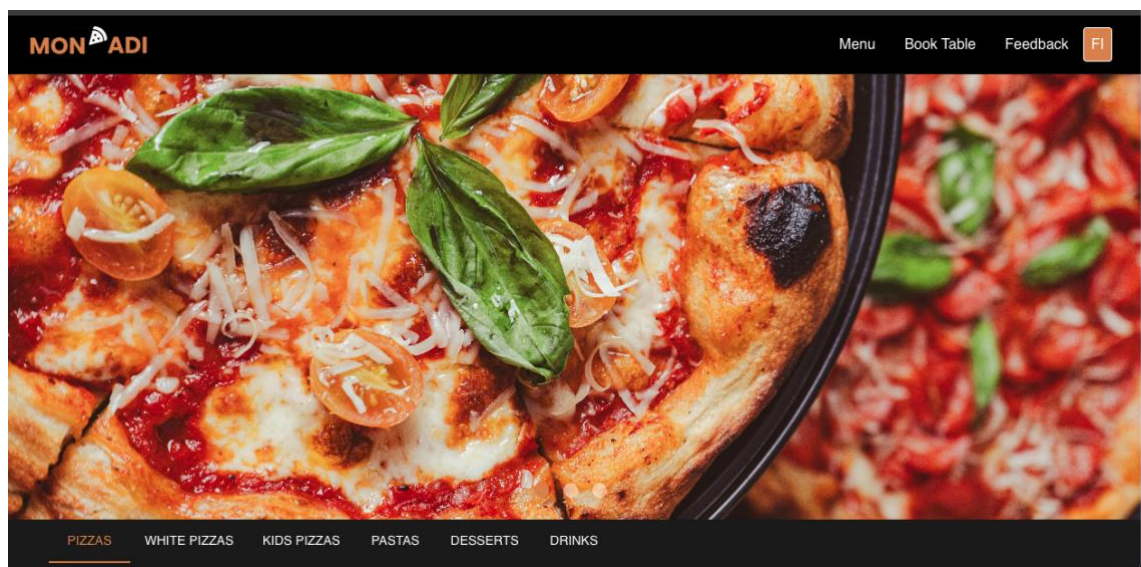 MON ADI
Menu Book Table Feedback FI
PIZZAS WHITE PIZZAS KIDS PIZZAS PASTAS DESSERTS DRINKS